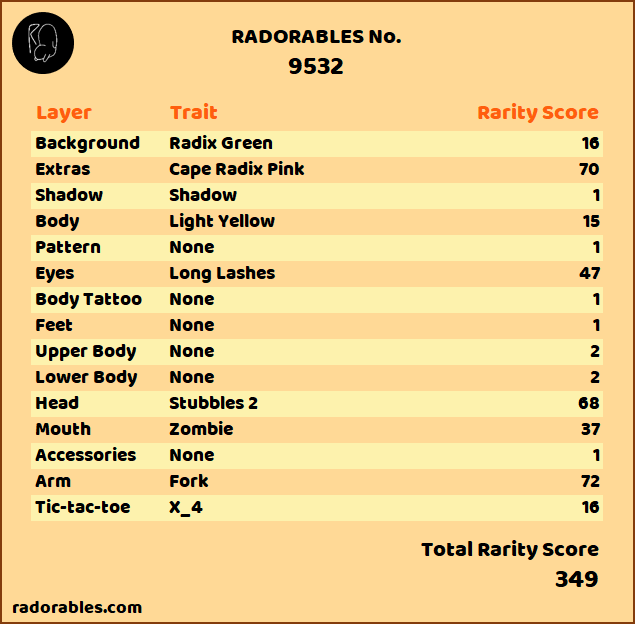 RADORABLES No.
9532
Layer Trait Rarity Score
Background Radix Green 16
Extras Cape Radix Pink 70
Shadow Shadow 1
Body Light Yellow 15
Pattern None 1
Eyes Long Lashes 47
Body Tattoo None 1
Feet None 1
Upper Body None 2
Lower Body None 2
Head Stubbles 2 68
Mouth Zombie 37
Accessories None 1
Arm Fork 72
Tic-tac-toe X_4 16
Total Rarity Score
349
radorables.com